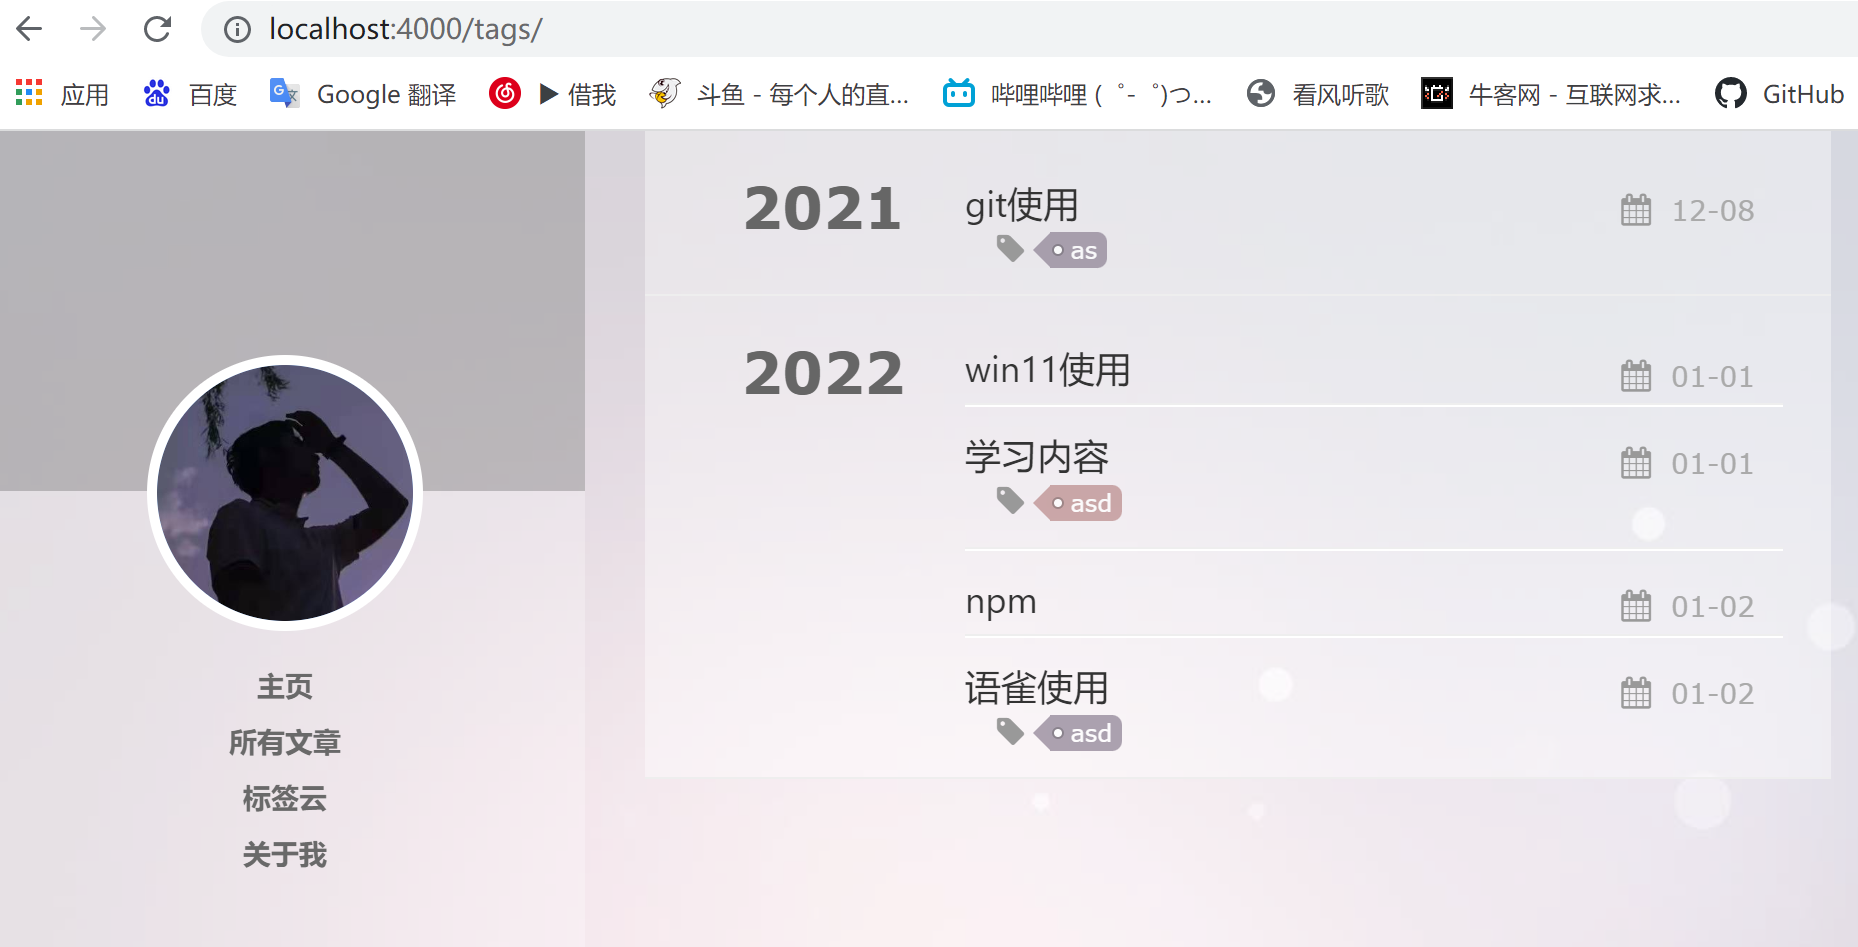 localhost:4000/tags/
应用 百度 Google 翻译 ▶ 借我 斗鱼 - 每个人的直... 哔哩哔哩 ( ゜- ゜)つ... 看风听歌 牛客网 - 互联网求... GitHub
主页
所有文章
标签云
关于我
2021 git使用 12-08
as
2022 win11使用 01-01
学习内容 01-01
asd
npm 01-02
语雀使用 01-02
asd